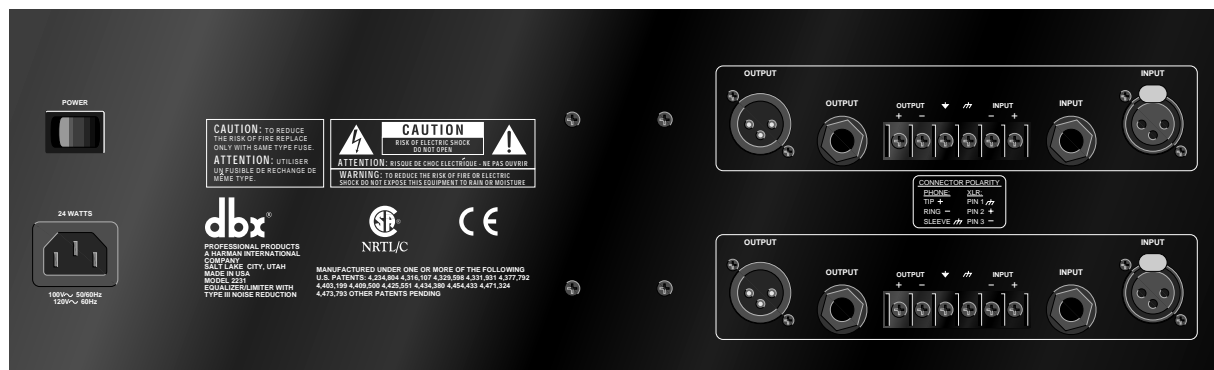 POWER
24 WATTS
100V~ 50/60Hz
120V~ 60Hz
CAUTION: TO REDUCE
THE RISK OF FIRE REPLACE
ONLY WITH SAME TYPE FUSE.
ATTENTION: UTILISER
UN FUSIBLE DE RECHANGE DE
MÊME TYPE.
CAUTION
RISK OF ELECTRIC SHOCK
DO NOT OPEN
ATTENTION: RISQUE DE CHOC ELECTRIQUE - NE PAS OUVRIR
WARNING: TO REDUCE THE RISK OF FIRE OR ELECTRIC
SHOCK DO NOT EXPOSE THIS EQUIPMENT TO RAIN OR MOISTURE
dbx®
PROFESSIONAL PRODUCTS
A HARMAN INTERNATIONAL
COMPANY
SALT LAKE CITY, UTAH
MADE IN USA
MODEL 2231
EQUALIZER/LIMITER WITH
TYPE III NOISE REDUCTION
SA®
NRTL/C
CE
MANUFACTURED UNDER ONE OR MORE OF THE FOLLOWING
U.S. PATENTS: 4,234,804 4,316,107 4,329,598 4,331,931 4,377,792
4,403,199 4,409,500 4,425,551 4,434,380 4,454,433 4,471,324
4,473,793 OTHER PATENTS PENDING
OUTPUT
OUTPUT
OUTPUT INPUT
+ − − +
INPUT
INPUT
CONNECTOR POLARITY
PHONE: XLR:
TIP + PIN 1
RING − PIN 2 +
SLEEVE PIN 3 −
OUTPUT
OUTPUT
OUTPUT INPUT
+ − − +
INPUT
INPUT